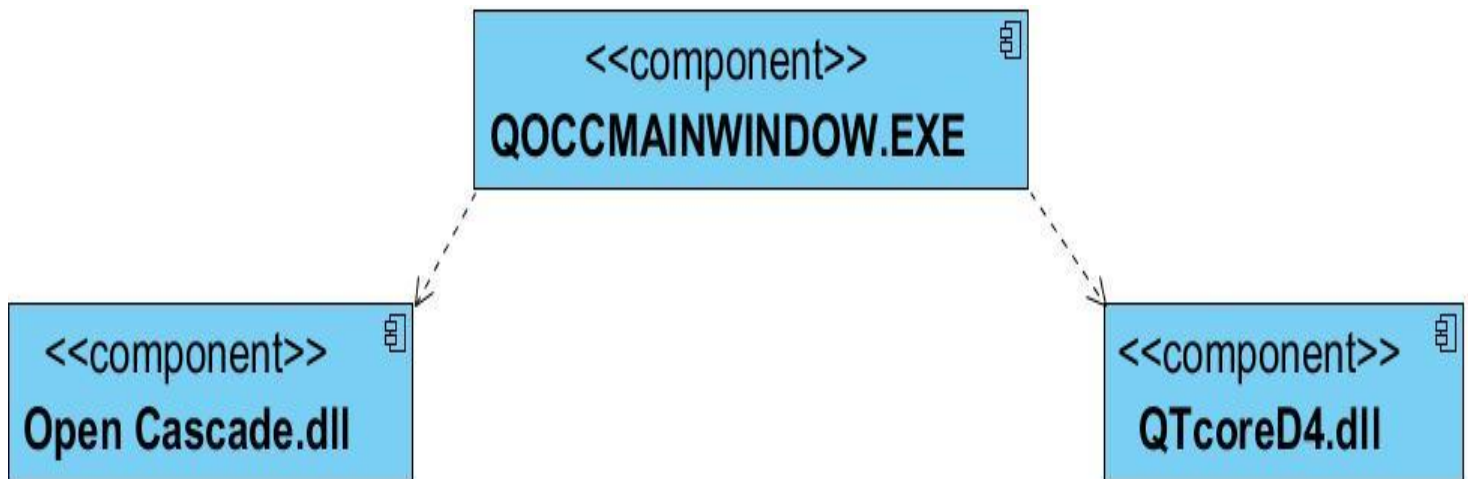 <<component>>
QOCCMAINWINDOW.EXE
<<component>>
Open Cascade.dll
<<component>>
QTcoreD4.dll